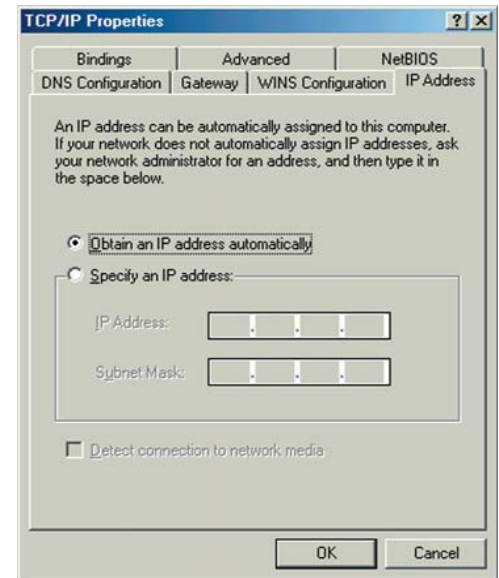 TCP/IP Properties
? X
Bindings
Advanced
NetBIOS
DNS Configuration
Gateway
WINS Configuration
IP Address
An IP address can be automatically assigned to this computer.
If your network does not automatically assign IP addresses, ask
your network administrator for an address, and then type it in
the space below.
Obtain an IP address automatically
Specify an IP address:
IP Address:
. . .
Subnet Mask:
. . .
Detect connection to network media
OK
Cancel